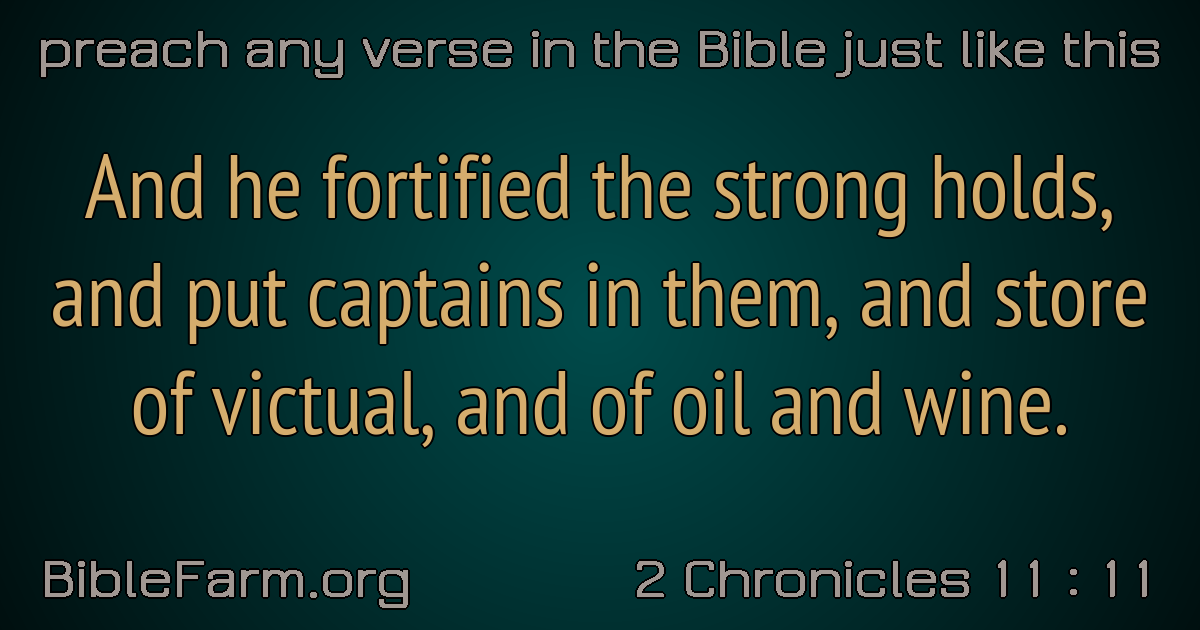 preach any verse in the Bible just like this
And he fortified the strong holds,
and put captains in them, and store
of victual, and of oil and wine.
BibleFarm.org
2 Chronicles 11 : 11